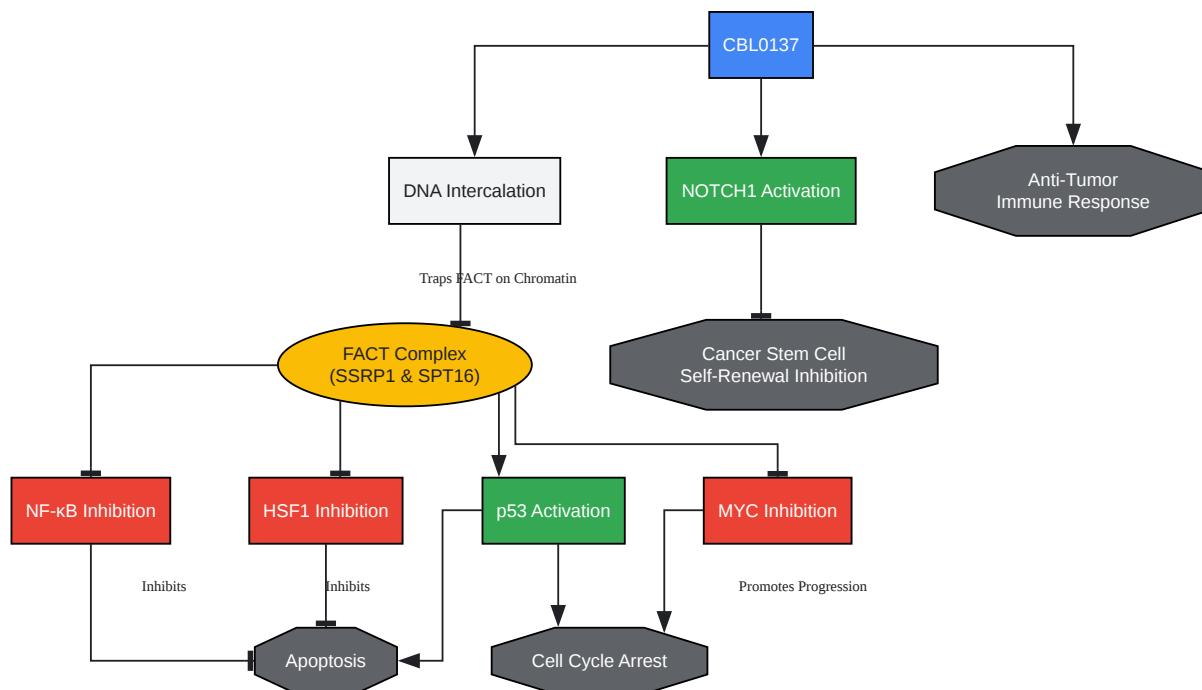 CBL0137
DNA Intercalation
NOTCH1 Activation
Anti-Tumor
Immune Response
Traps FACT on Chromatin
FACT Complex
(SSRP1 & SPT16)
Cancer Stem Cell
Self-Renewal Inhibition
NF-κB Inhibition
HSF1 Inhibition
p53 Activation
MYC Inhibition
Inhibits
Inhibits
Promotes Progression
Apoptosis
Cell Cycle Arrest